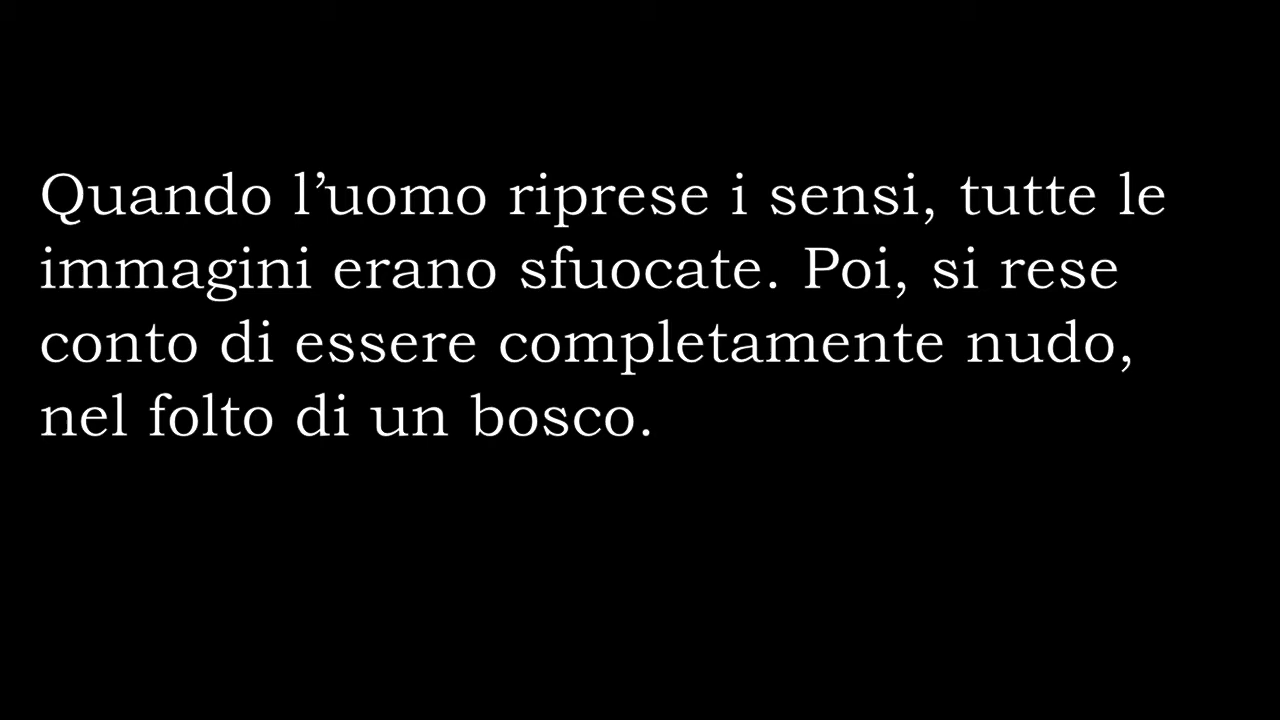 Quando l’uomo riprese i sensi, tutte le
immagini erano sfuocate. Poi, si rese
conto di essere completamente nudo,
nel folto di un bosco.